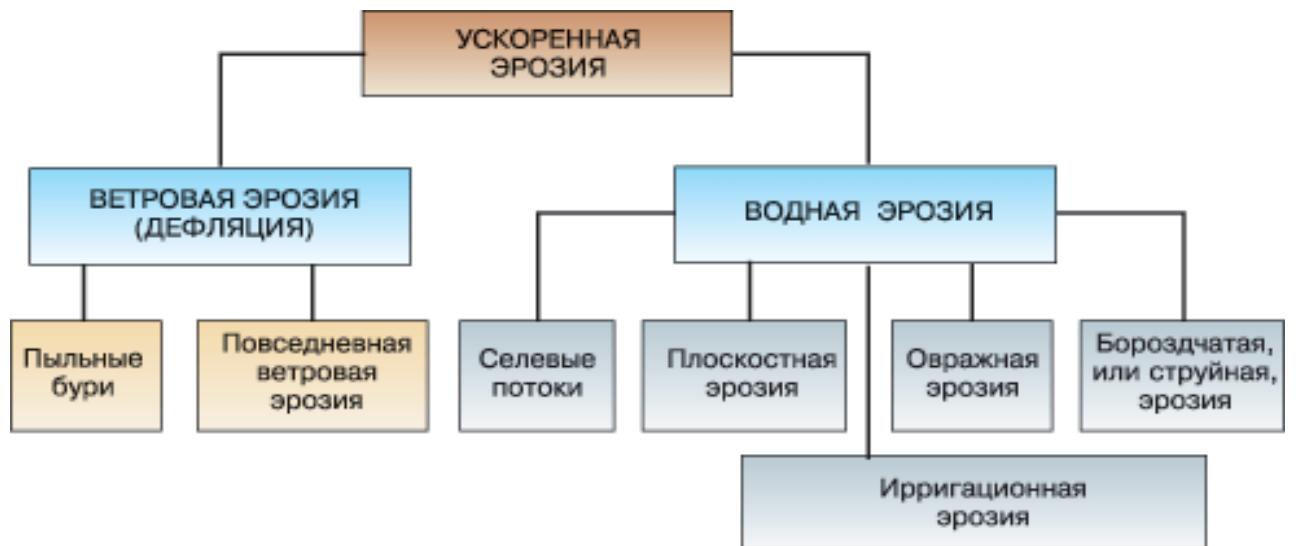 УСКОРЕННАЯ
ЭРОЗИЯ
ВЕТРОВАЯ ЭРОЗИЯ
(ДЕФЛЯЦИЯ)
ВОДНАЯ ЭРОЗИЯ
Пыльные
бури
Повседневная
ветровая
эрозия
Селевые
потоки
Плоскостная
эрозия
Овражная
эрозия
Бороздчатая,
или струйная,
эрозия
Ирригационная
эрозия